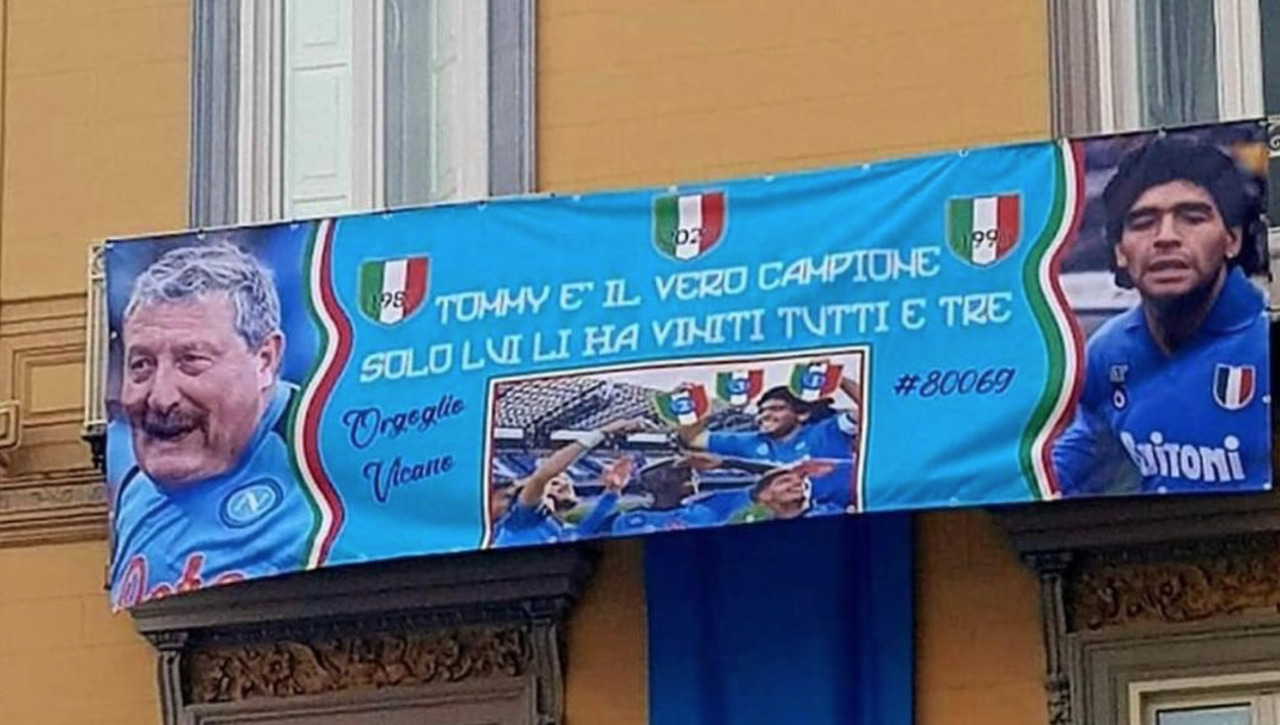 TOMMY E' IL VERO CAMPIONE
SOLO LUI LI HA VINITI TUTTI E TRE
Orgoglio
Vicano
#80069
Buitoni